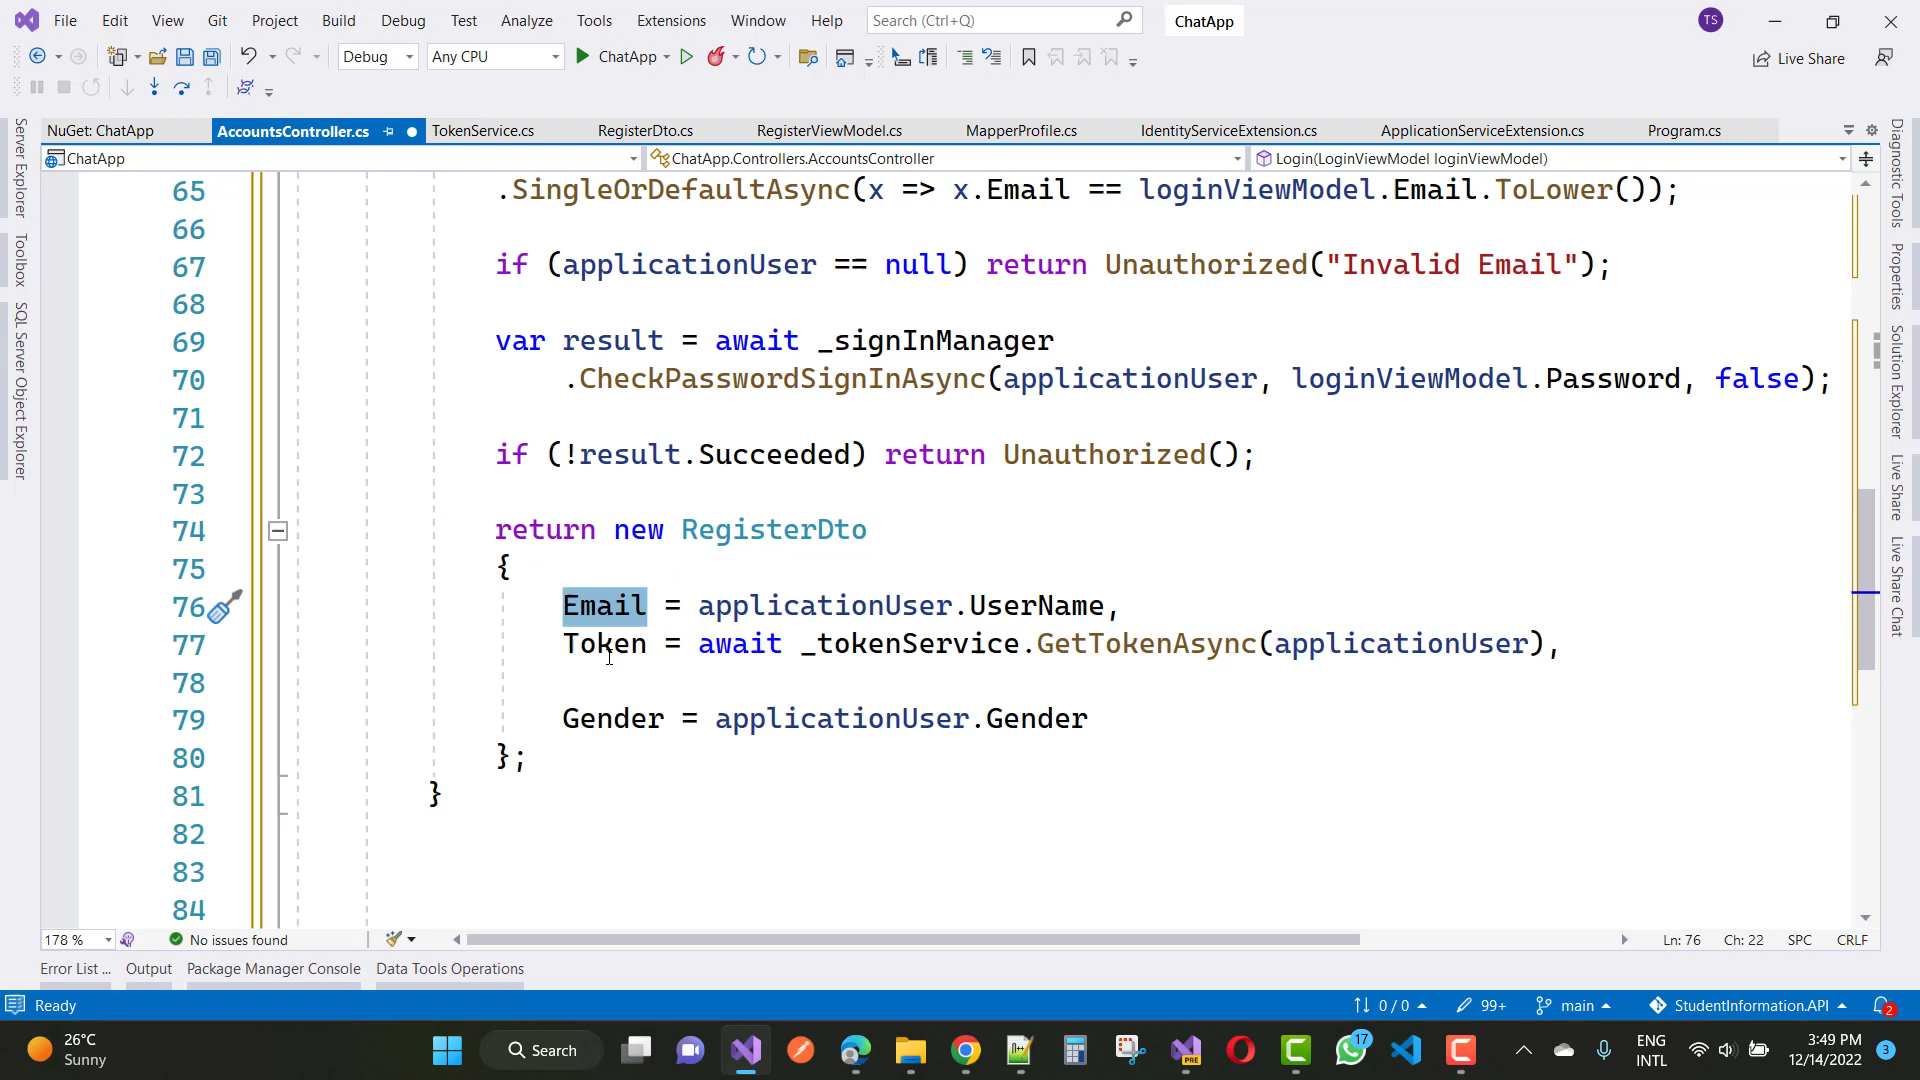 File Edit View Git Project Build Debug Test Analyze Tools Extensions Window Help Search (Ctrl+Q) ChatApp TS
Debug Any CPU ChatApp Live Share
NuGet: ChatApp AccountsController.cs TokenService.cs RegisterDto.cs RegisterViewModel.cs MapperProfile.cs IdentityServiceExtension.cs ApplicationServiceExtension.cs Program.cs
ChatApp ChatApp.Controllers.AccountsController Login(LoginViewModel loginViewModel)
Server Explorer
Toolbox
SQL Server Object Explorer
65 .SingleOrDefaultAsync(x => x.Email == loginViewModel.Email.ToLower());
66
67 if (applicationUser == null) return Unauthorized("Invalid Email");
68
69 var result = await _signInManager
70 .CheckPasswordSignInAsync(applicationUser, loginViewModel.Password, false);
71
72 if (!result.Succeeded) return Unauthorized();
73
74 return new RegisterDto
75 {
76 Email = applicationUser.UserName,
77 Token = await _tokenService.GetTokenAsync(applicationUser),
78
79 Gender = applicationUser.Gender
80 };
81 }
82
83
84
Diagnostic Tools
Properties
Solution Explorer
Live Share
Live Share Chat
178 % No issues found Ln: 76 Ch: 22 SPC CRLF
Error List ... Output Package Manager Console Data Tools Operations
Ready 0 / 0 99+ main StudentInformation.API 2
26°C
Sunny
Search
PRE
17
ENG
INTL
3:49 PM
12/14/2022
3